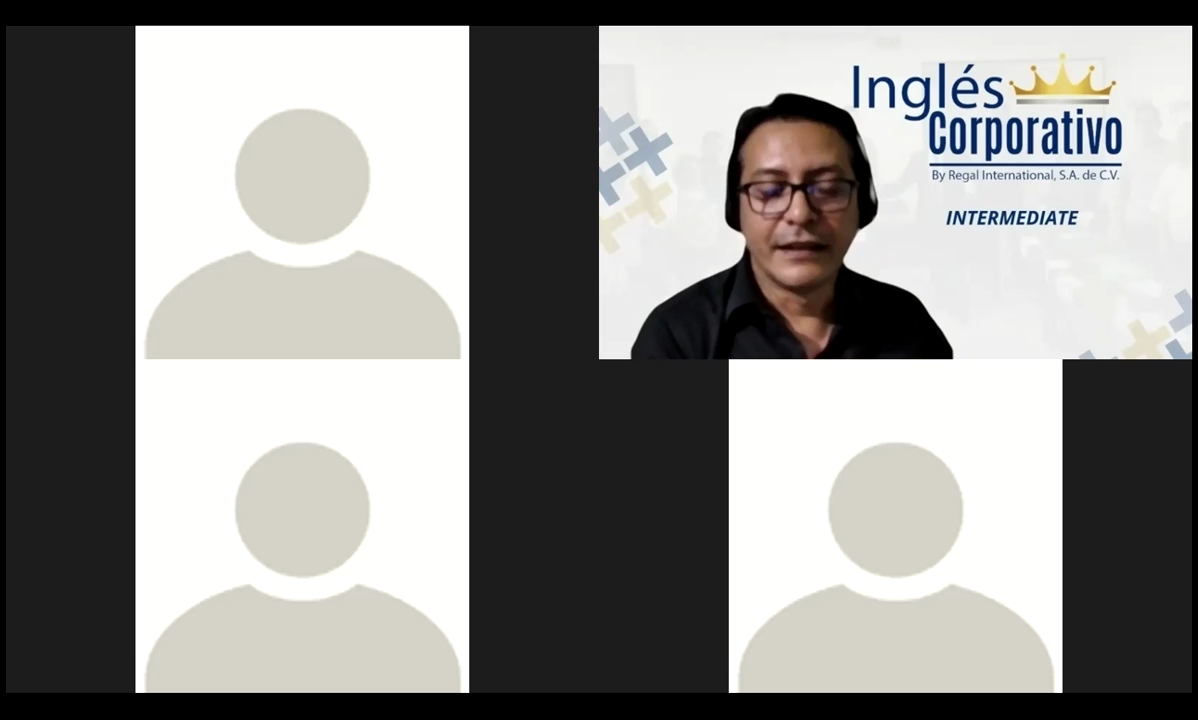 Inglés
Corporativo
By Regal International, S.A. de C.V.
INTERMEDIATE